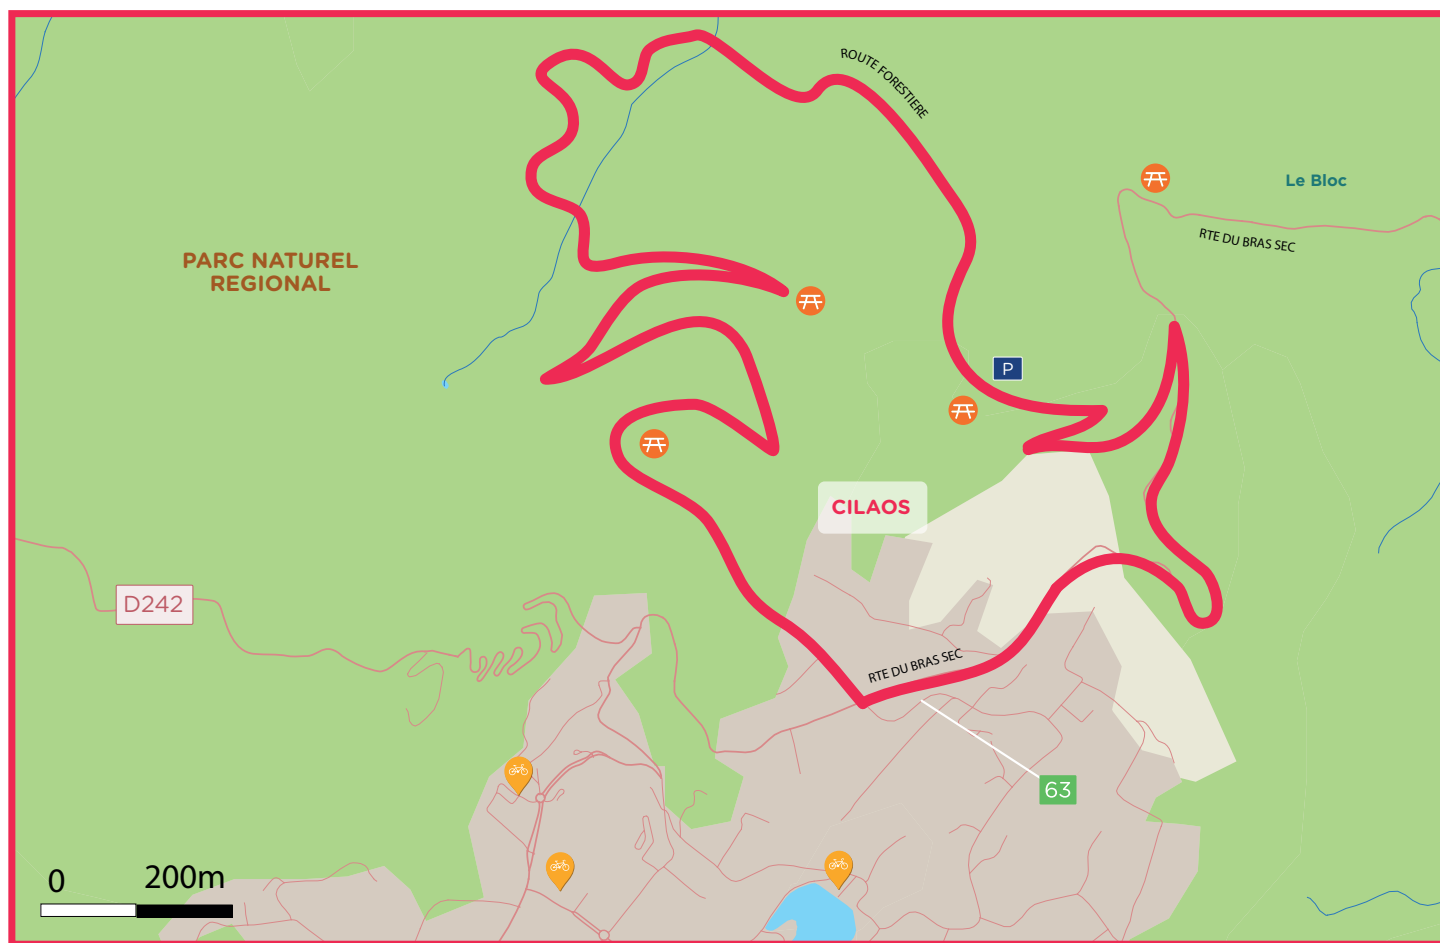 ROUTE FORESTIERE
Le Bloc
RTE DU BRAS SEC
PARC NATUREL
REGIONAL
P
CILAOS
D242
RTE DU BRAS SEC
63
0 200m